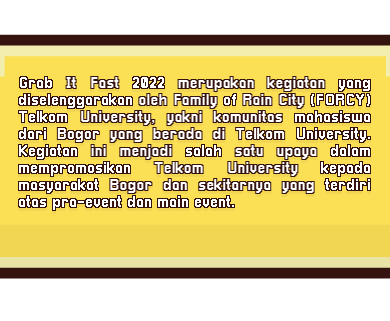 Grab It Fast 2022 merupakan kegiatan yang
diselenggarakan oleh Family of Rain City (FORCY)
Telkom University, yakni komunitas mahasiswa
dari Bogor yang berada di Telkom University.
Kegiatan ini menjadi salah satu upaya dalam
mempromosikan Telkom University kepada
masyarakat Bogor dan sekitarnya yang terdiri
atas pra-event dan main event.